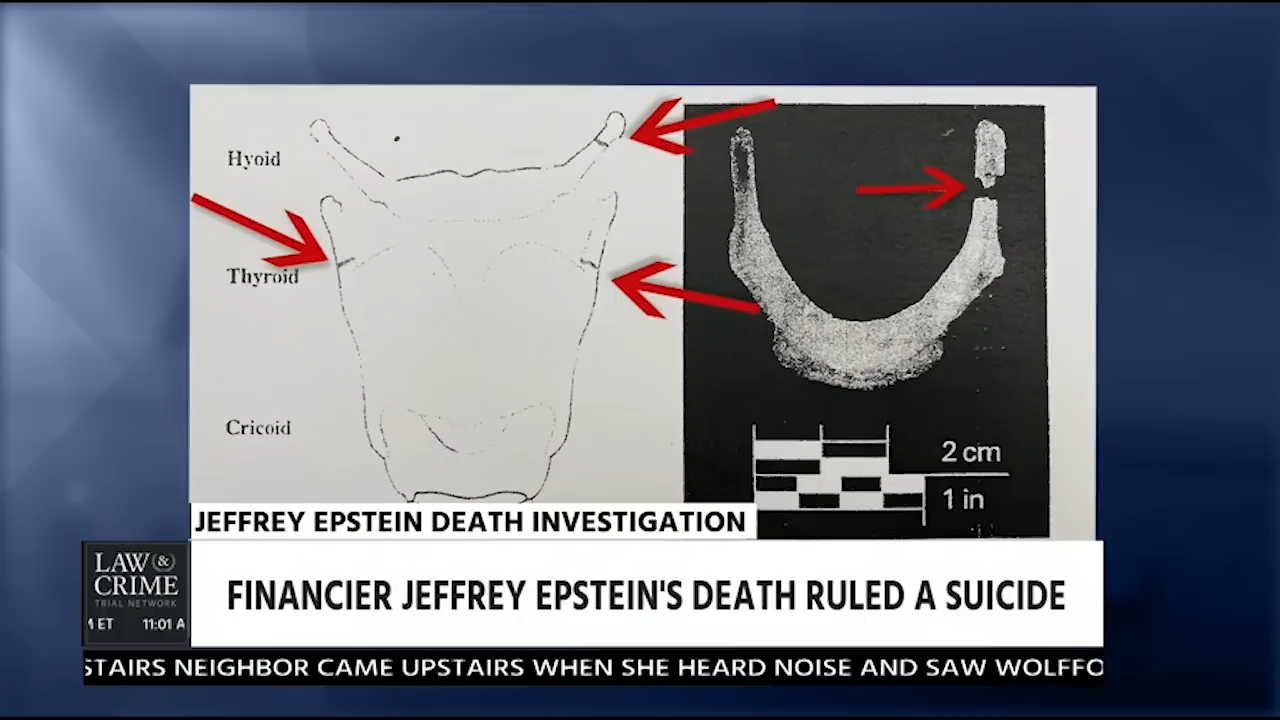 Hyoid
Thyroid
Cricoid
2 cm
1 in
JEFFREY EPSTEIN DEATH INVESTIGATION
LAW &
CRIME
TRIAL NETWORK
M ET 11:01 A
FINANCIER JEFFREY EPSTEIN'S DEATH RULED A SUICIDE
STAIRS NEIGHBOR CAME UPSTAIRS WHEN SHE HEARD NOISE AND SAW WOLFFO